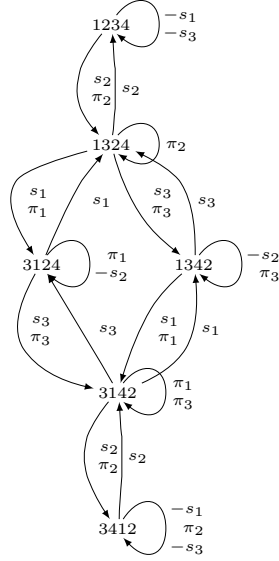 1234
−s₁
−s₃
s₂
π₂
s₂
1324
π₂
s₁
π₁
s₁
s₃
π₃
s₃
3124
π₁
−s₂
1342
−s₂
π₃
s₃
π₃
s₃
s₁
π₁
s₁
3142
π₁
π₃
s₂
π₂
s₂
3412
−s₁
π₂
−s₃